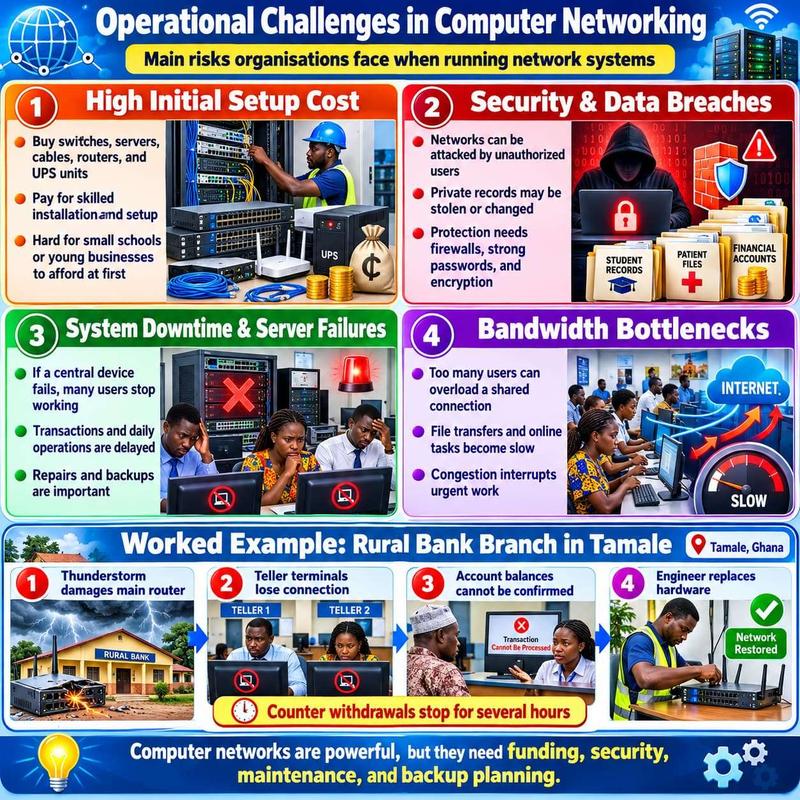 Operational Challenges in Computer Networking
Main risks organisations face when running network systems
1
High Initial Setup Cost
Buy switches, servers,
cables, routers, and
UPS units
Pay for skilled
installation and setup
Hard for small schools
or young businesses
to afford at first
UPS
₵
2
Security & Data Breaches
Networks can be
attacked by unauthorized
users
Private records may be
stolen or changed
Protection needs
firewalls, strong
passwords, and
encryption
STUDENT
RECORDS
PATIENT
FILES
FINANCIAL
ACCOUNTS
3
System Downtime & Server Failures
If a central device
fails, many users stop
working
Transactions and daily
operations are delayed
Repairs and backups
are important
4
Bandwidth Bottlenecks
Too many users can
overload a shared
connection
File transfers and online
tasks become slow
Congestion interrupts
urgent work
INTERNET.
SLOW
Worked Example: Rural Bank Branch in Tamale
Tamale, Ghana
1
Thunderstorm
damages main router
RURAL BANK
2
Teller terminals
lose connection
TELLER 1
TELLER 2
3
Account balances
cannot be confirmed
Transaction
Cannot Be Processed
4
Engineer replaces
hardware
Network
Restored
Counter withdrawals stop for several hours
Computer networks are powerful, but they need funding, security,
maintenance, and backup planning.